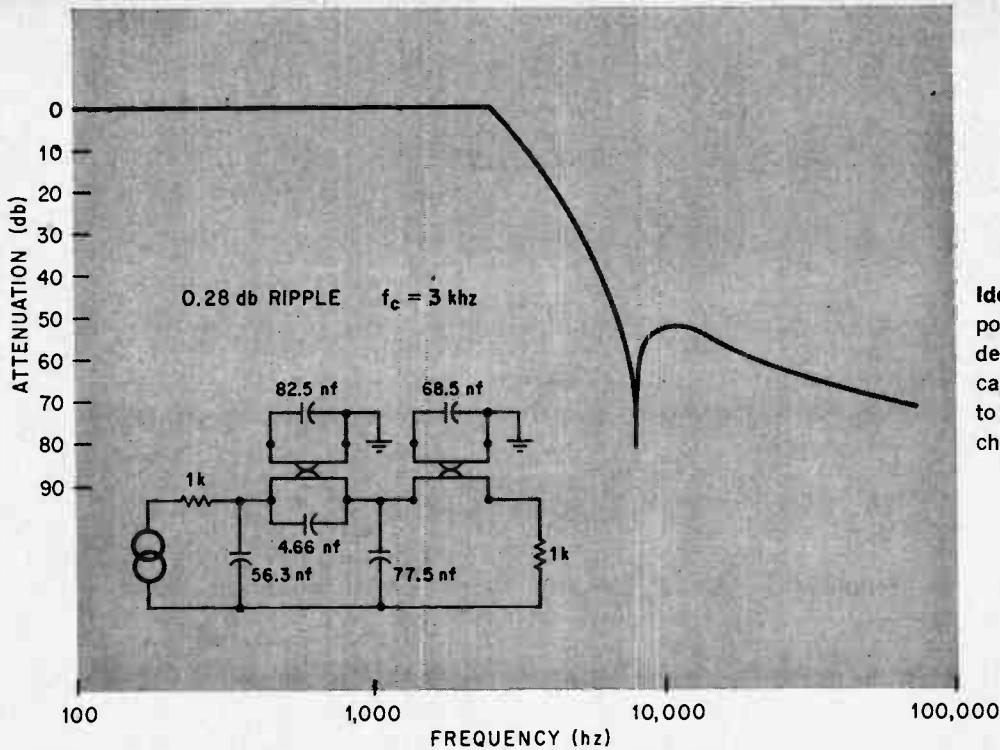 ATTENUATION (db)
0
10
20
30
40
50
60
70
80
90
0.28 db RIPPLE f_c = 3 khz
82.5 nf
68.5 nf
1k
4.66 nf
56.3 nf
77.5 nf
1k
100
1,000
10,000
100,000
FREQUENCY (hz)